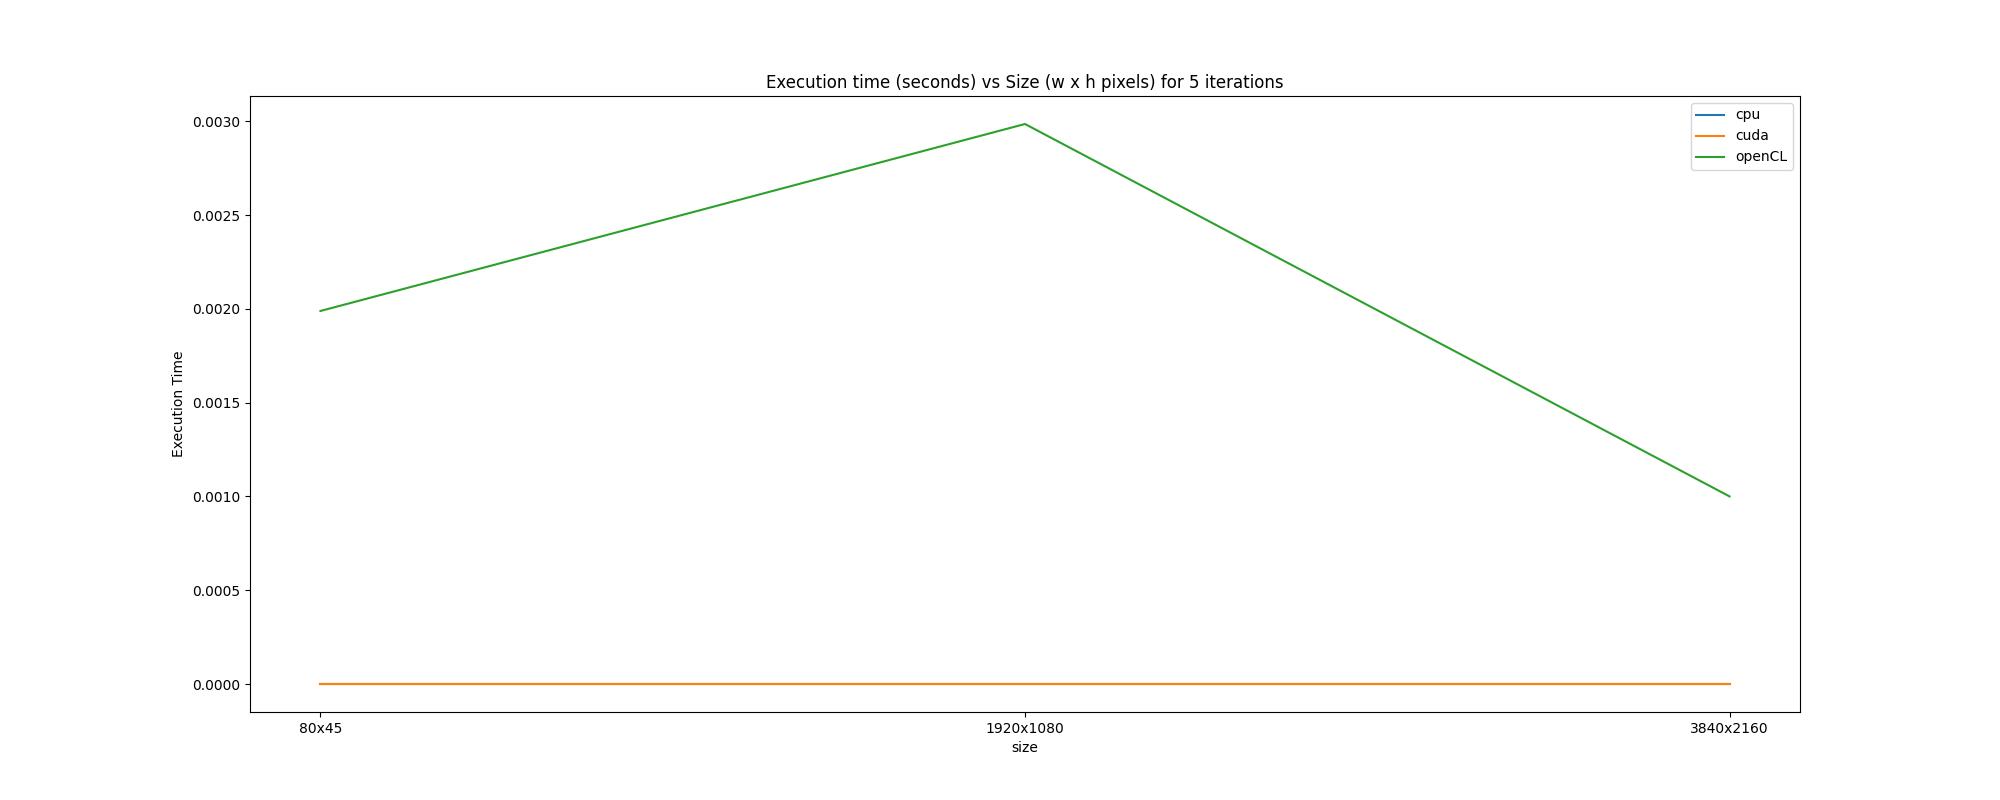 Execution time (seconds) vs Size (w x h pixels) for 5 iterations
cpu
cuda
openCL
0.0030
0.0025
0.0020
0.0015
0.0010
0.0005
0.0000
Execution Time
80x45
1920x1080
3840x2160
size